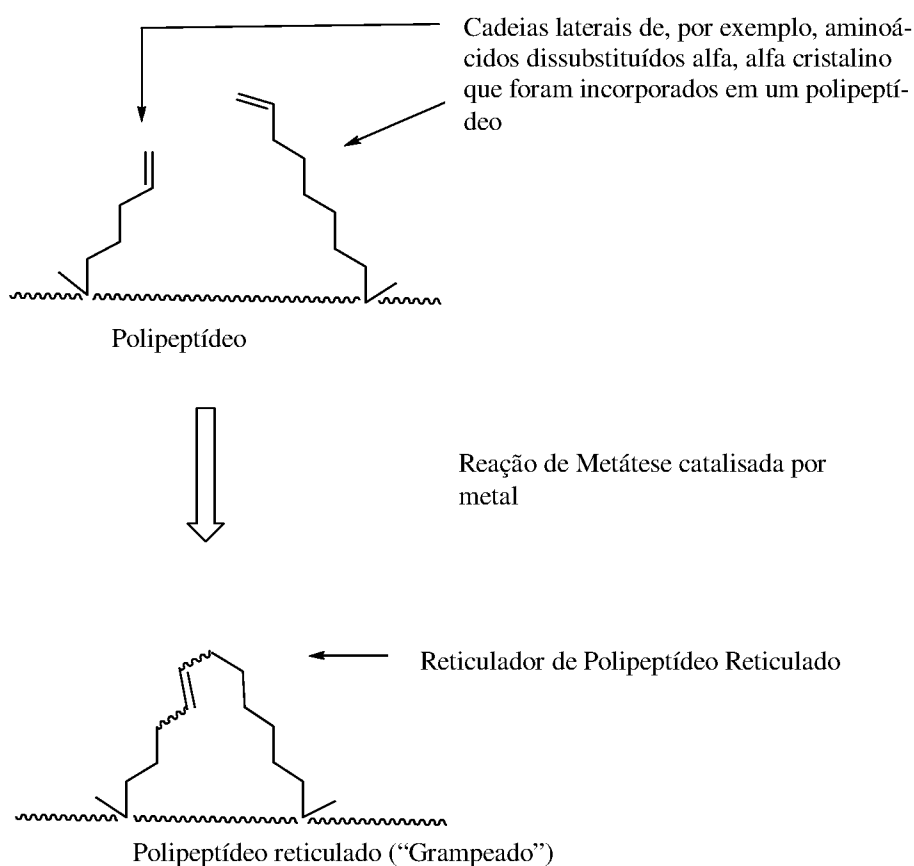 Cadeias laterais de, por exemplo, aminoá-
cidos dissubstituídos alfa, alfa cristalino
que foram incorporados em um polipeptí-
deo
Polipeptídeo
Reação de Metátese catalisada por
metal
Reticulador de Polipeptídeo Reticulado
Polipeptídeo reticulado (“Grampeado”)